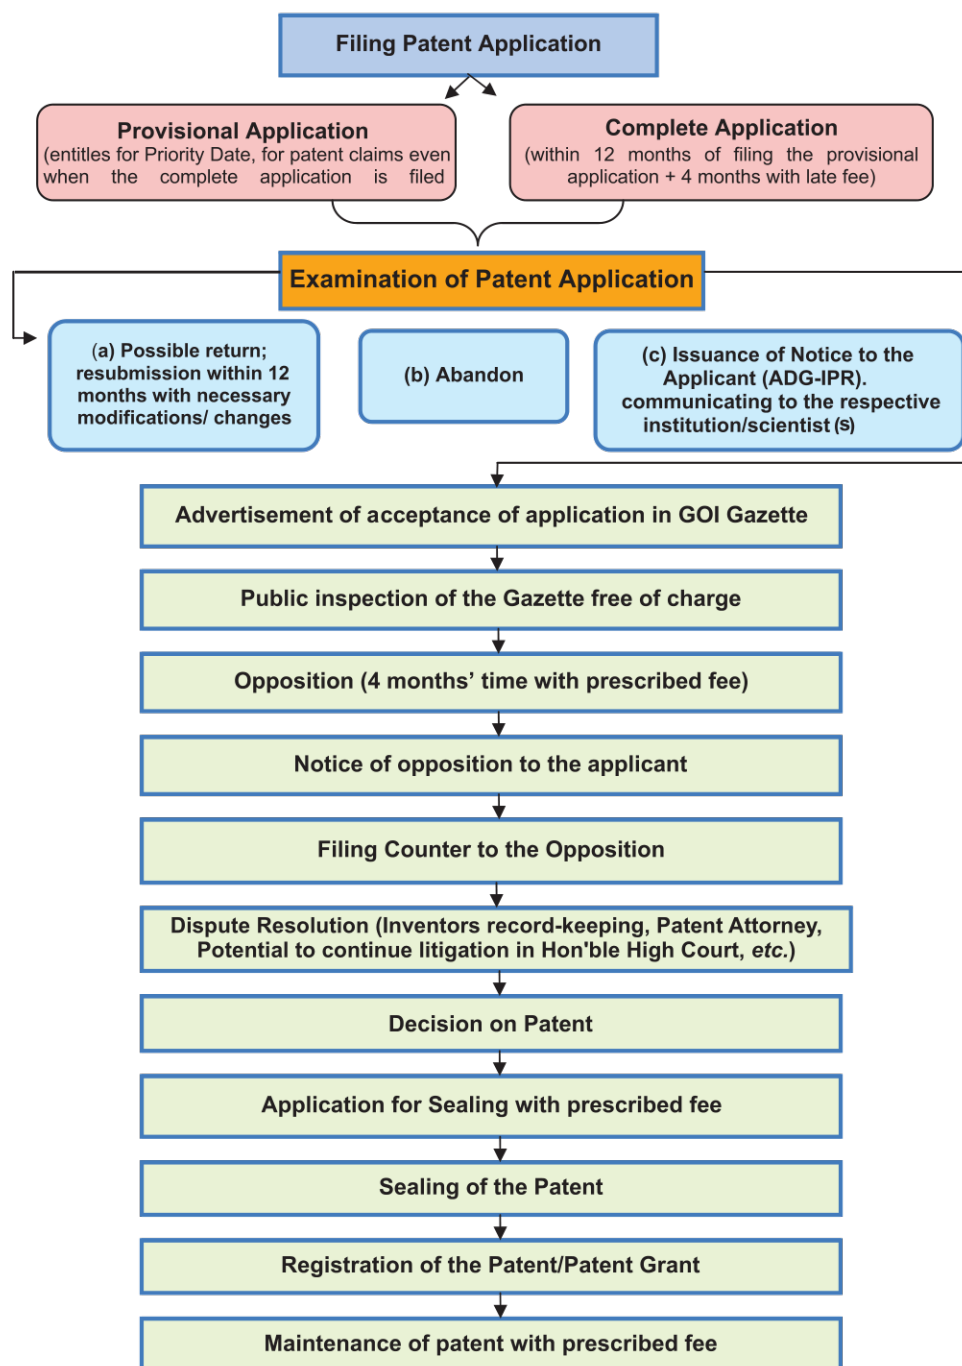 Filing Patent Application
Provisional Application
(entitles for Priority Date, for patent claims even
when the complete application is filed
Complete Application
(within 12 months of filing the provisional
application + 4 months with late fee)
Examination of Patent Application
(a) Possible return;
resubmission within 12
months with necessary
modifications/ changes
(b) Abandon
(c) Issuance of Notice to the
Applicant (ADG-IPR).
communicating to the respective
institution/scientist (s)
Advertisement of acceptance of application in GOI Gazette
Public inspection of the Gazette free of charge
Opposition (4 months’ time with prescribed fee)
Notice of opposition to the applicant
Filing Counter to the Opposition
Dispute Resolution (Inventors record-keeping, Patent Attorney,
Potential to continue litigation in Hon'ble High Court, etc.)
Decision on Patent
Application for Sealing with prescribed fee
Sealing of the Patent
Registration of the Patent/Patent Grant
Maintenance of patent with prescribed fee